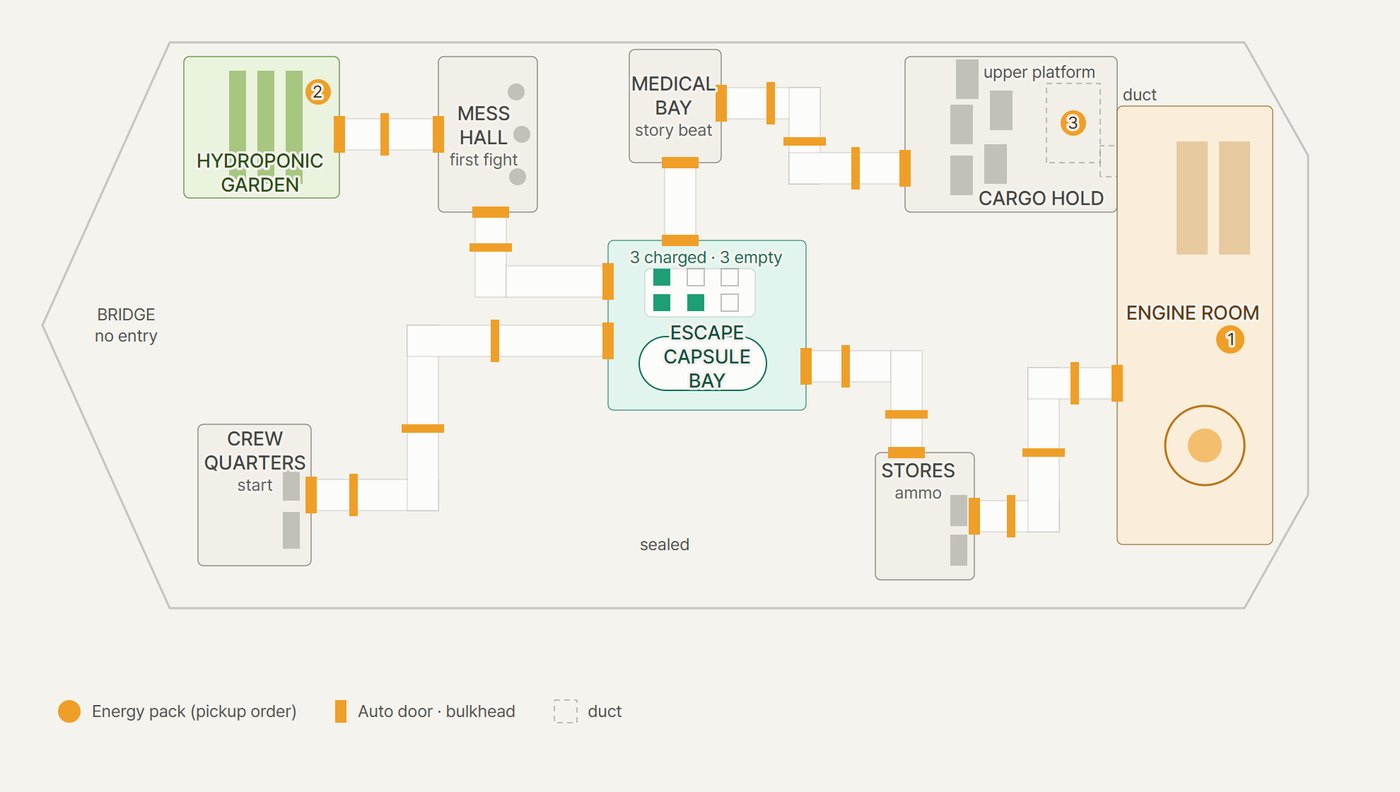 2
HYDROPONIC
GARDEN
MESS
HALL
first fight
MEDICAL
BAY
story beat
upper platform
3
CARGO HOLD
duct
ENGINE ROOM
1
BRIDGE
no entry
3 charged · 3 empty
ESCAPE
CAPSULE
BAY
CREW
QUARTERS
start
STORES
ammo
sealed
Energy pack (pickup order)
Auto door · bulkhead
duct